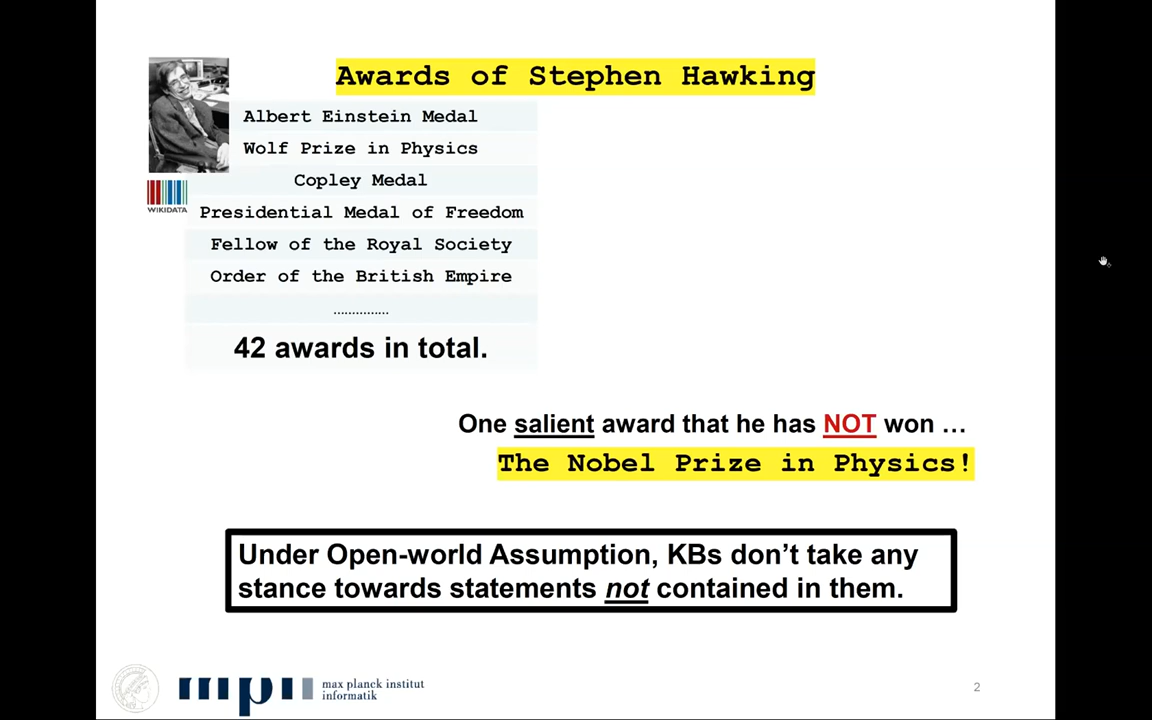 Awards of Stephen Hawking
Albert Einstein Medal
Wolf Prize in Physics
Copley Medal
WIKIDATA
Presidential Medal of Freedom
Fellow of the Royal Society
Order of the British Empire
...............
42 awards in total.
One salient award that he has NOT won …
The Nobel Prize in Physics!
Under Open-world Assumption, KBs don’t take any
stance towards statements not contained in them.
mpii max planck institut
informatik
2